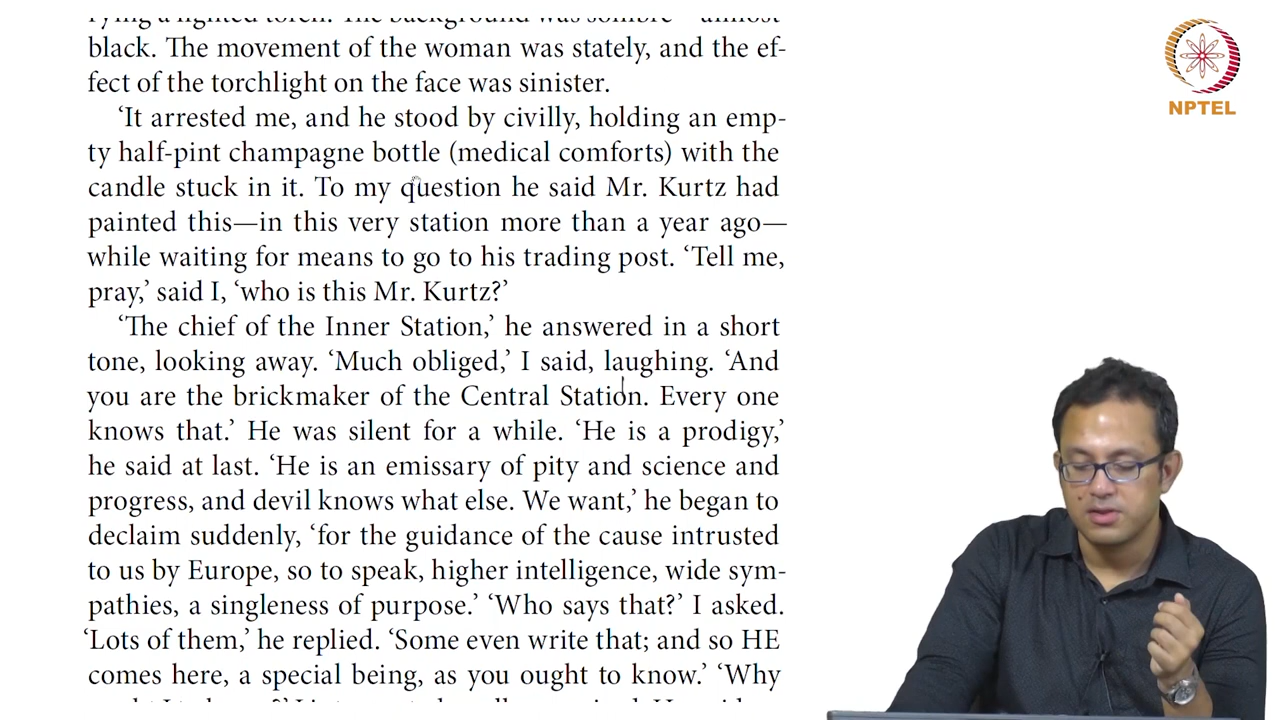 rying a lighted torch. The background was sombre—almost
black. The movement of the woman was stately, and the ef-
fect of the torchlight on the face was sinister.
‘It arrested me, and he stood by civilly, holding an emp-
ty half-pint champagne bottle (medical comforts) with the
candle stuck in it. To my question he said Mr. Kurtz had
painted this—in this very station more than a year ago—
while waiting for means to go to his trading post. ‘Tell me,
pray,’ said I, ‘who is this Mr. Kurtz?’
‘The chief of the Inner Station,’ he answered in a short
tone, looking away. ‘Much obliged,’ I said, laughing. ‘And
you are the brickmaker of the Central Station. Every one
knows that.’ He was silent for a while. ‘He is a prodigy,’
he said at last. ‘He is an emissary of pity and science and
progress, and devil knows what else. We want,’ he began to
declaim suddenly, ‘for the guidance of the cause intrusted
to us by Europe, so to speak, higher intelligence, wide sym-
pathies, a singleness of purpose.’ ‘Who says that?’ I asked.
‘Lots of them,’ he replied. ‘Some even write that; and so HE
comes here, a special being, as you ought to know.’ ‘Why
NPTEL